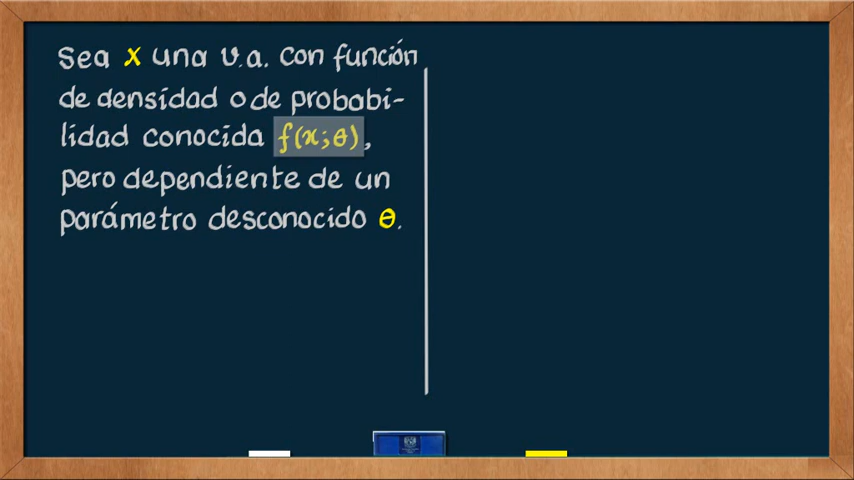 Sea x una v.a. con función
de densidad o de probabi-
lidad conocida f(x;θ),
pero dependiente de un
parámetro desconocido θ.